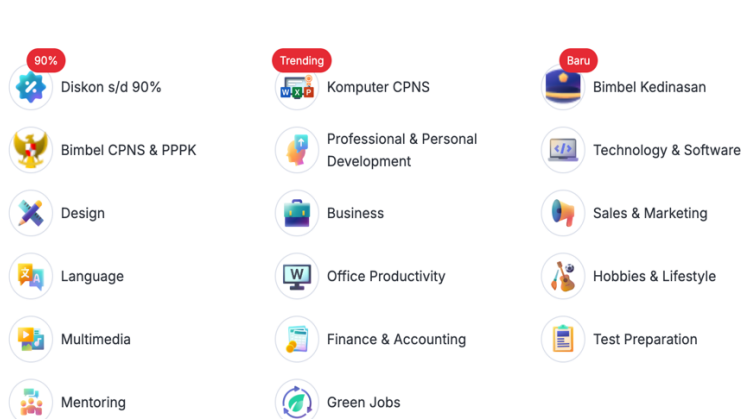 90%
Trending
Baru
Diskon s/d 90%
W X P
Komputer CPNS
Bimbel Kedinasan
Bimbel CPNS & PPPK
Professional & Personal
Development
</>
Technology & Software
Design
Business
Sales & Marketing
Language
W
Office Productivity
Hobbies & Lifestyle
Multimedia
Finance & Accounting
Test Preparation
Mentoring
Green Jobs